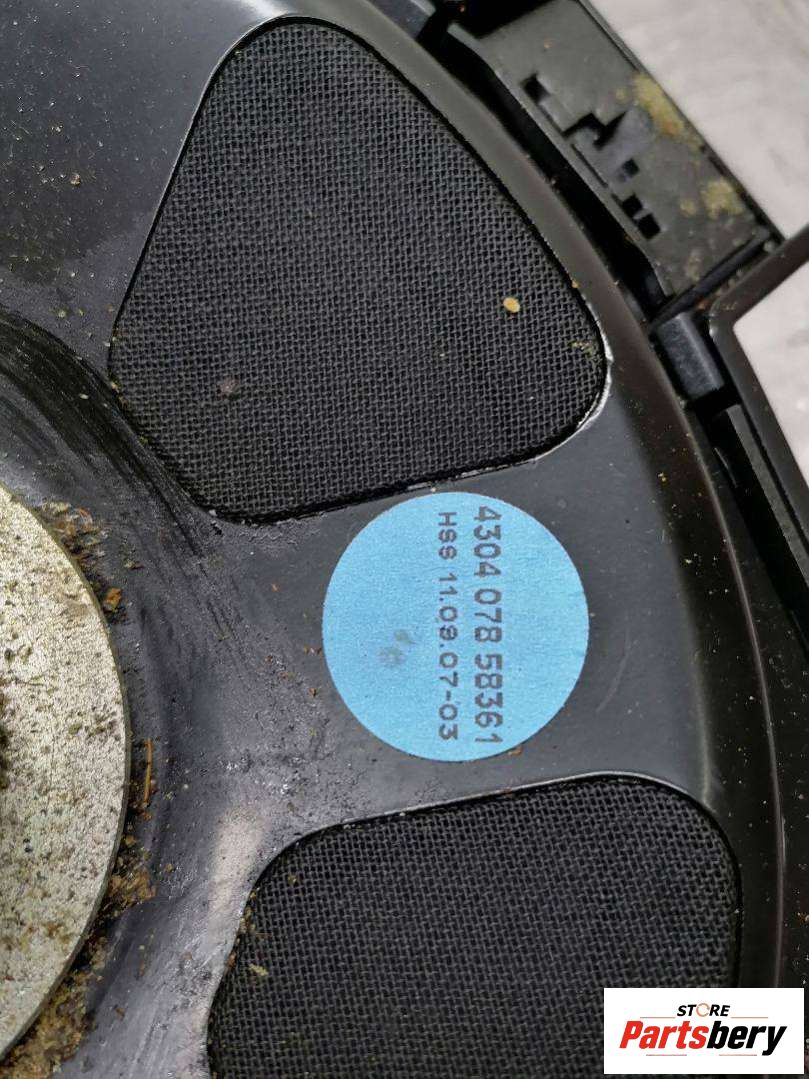 4304 078 58361
HSS 11.09.07-03
STORE
Partsbery